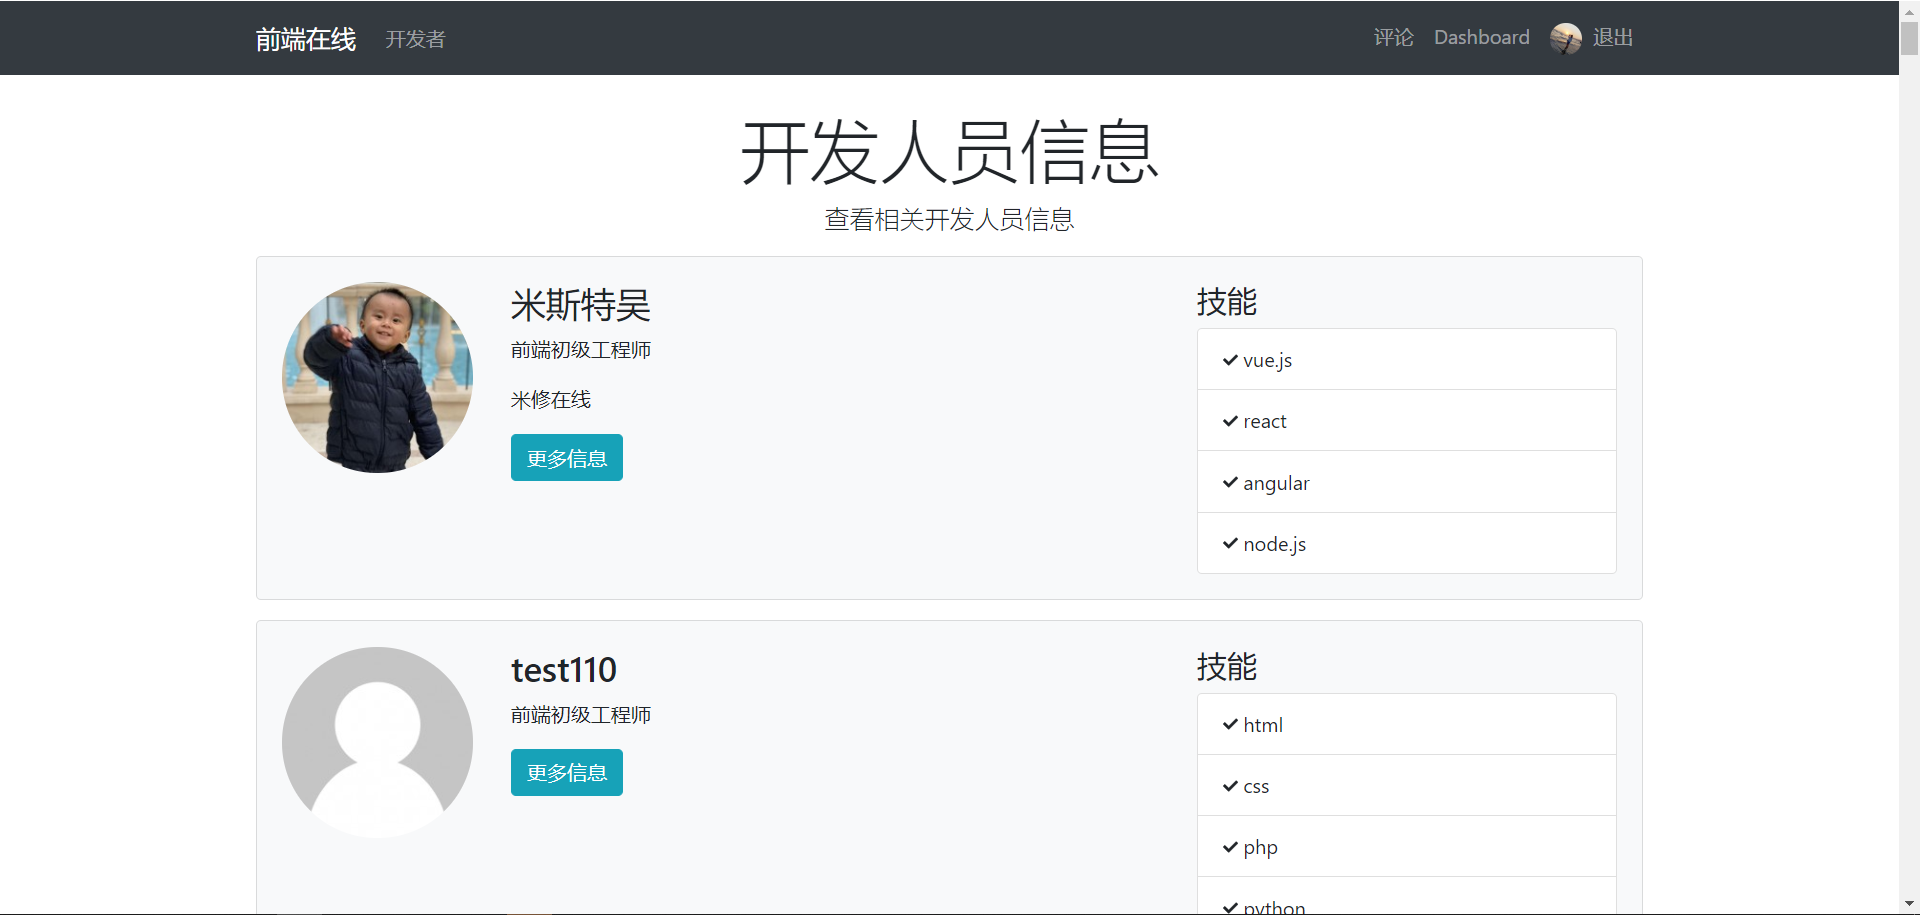 前端在线 开发者 评论 Dashboard 退出
开发人员信息
查看相关开发人员信息
米斯特吴
前端初级工程师
米修在线
更多信息
技能
vue.js
react
angular
node.js
test110
前端初级工程师
更多信息
技能
html
css
php
python